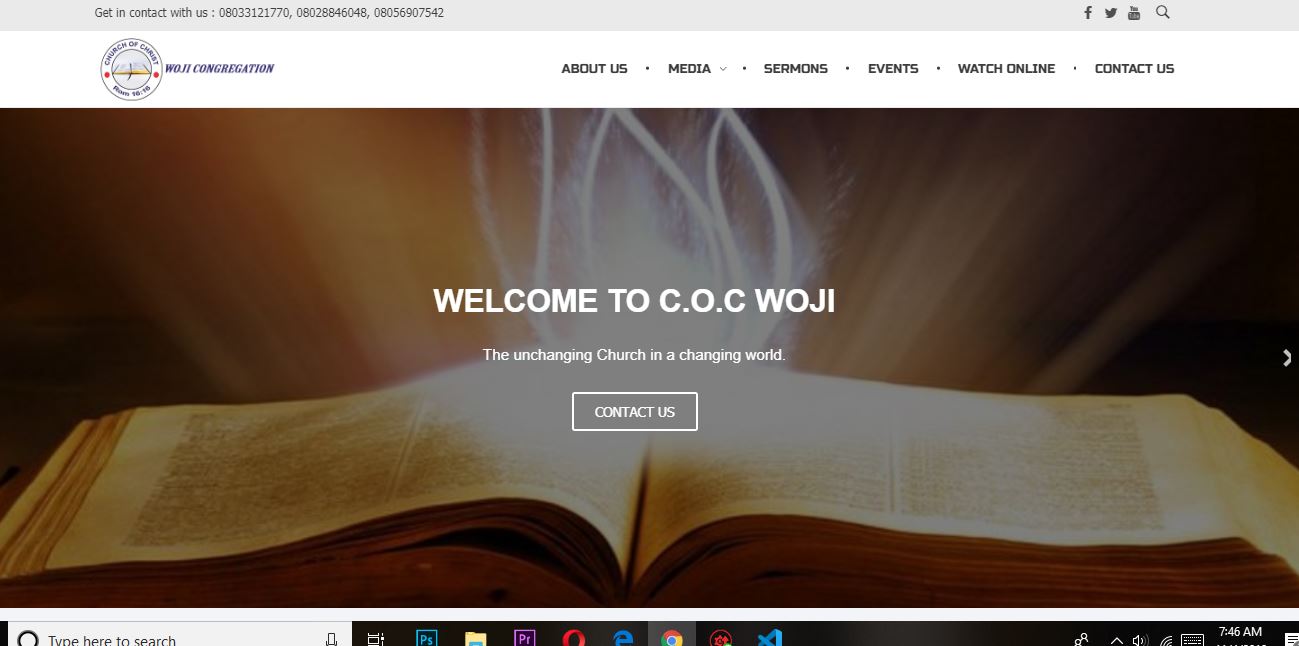 Get in contact with us : 08033121770, 08028846048, 08056907542
You
CHURCH OF CHRIST
Rom 16:16
WOJI CONGREGATION
ABOUT US • MEDIA • SERMONS • EVENTS • WATCH ONLINE • CONTACT US
WELCOME TO C.O.C WOJI
The unchanging Church in a changing world.
CONTACT US
Type here to search
Ps
Pr
7:46 AM